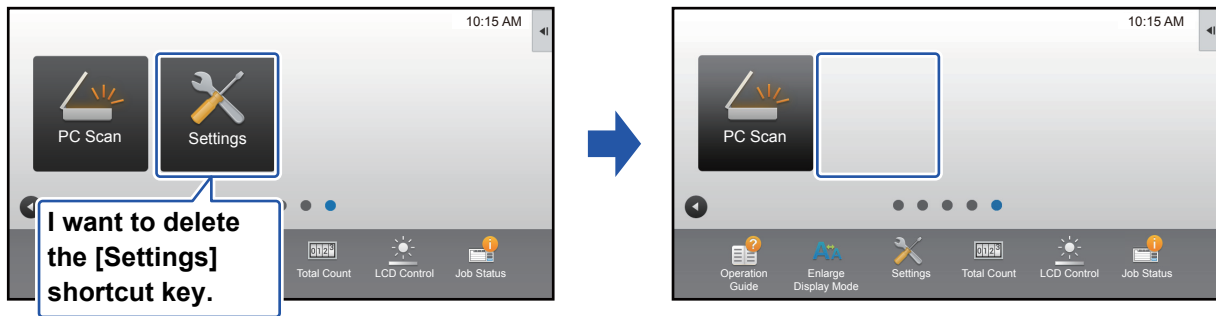 10:15 AM
PC Scan
Settings
I want to delete
the [Settings]
shortcut key.
Total Count
LCD Control
Job Status
10:15 AM
PC Scan
Operation
Guide
Enlarge
Display Mode
Settings
Total Count
LCD Control
Job Status